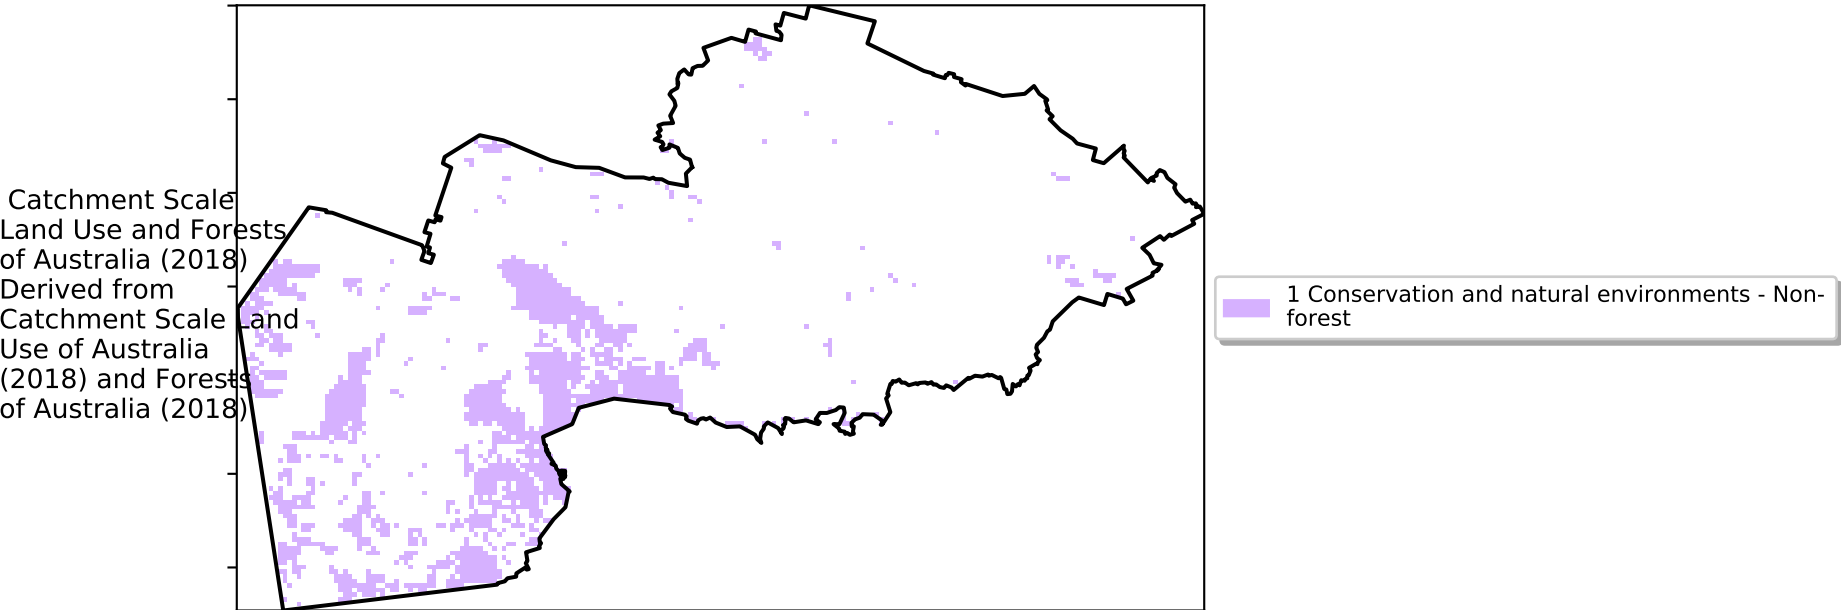 Catchment Scale
Land Use and Forests
of Australia (2018)
Derived from
Catchment Scale Land
Use of Australia
(2018) and Forests
of Australia (2018)
1 Conservation and natural environments - Non-
forest